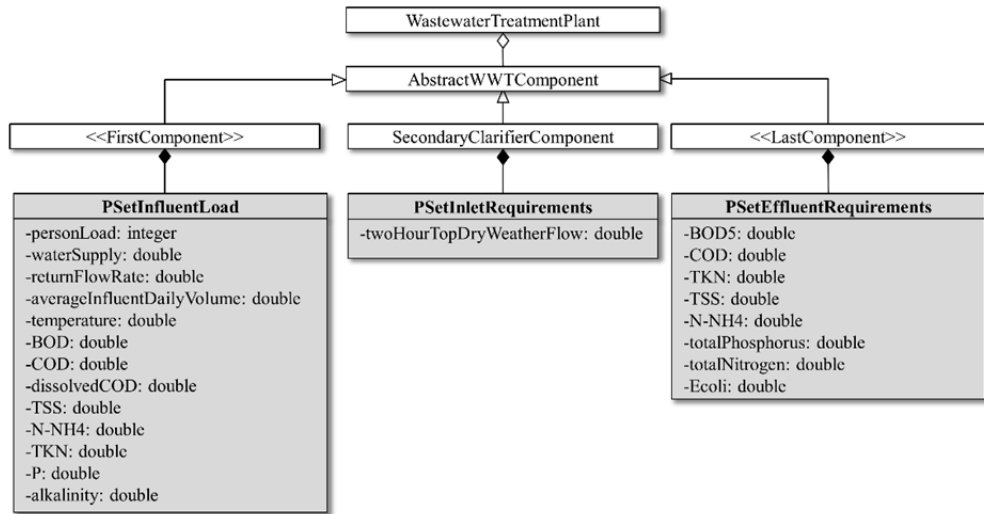 WastewaterTreatmentPlant
AbstractWWTComponent
<<FirstComponent>>
SecondaryClarifierComponent
<<LastComponent>>
PSetInfluentLoad
-personLoad: integer
-waterSupply: double
-returnFlowRate: double
-averageInfluentDailyVolume: double
-temperature: double
-BOD: double
-COD: double
-dissolvedCOD: double
-TSS: double
-N-NH4: double
-TKN: double
-P: double
-alkalinity: double
PSetInletRequirements
-twoHourTopDryWeatherFlow: double
PSetEffluentRequirements
-BOD5: double
-COD: double
-TKN: double
-TSS: double
-N-NH4: double
-totalPhosphorus: double
-totalNitrogen: double
-Ecoli: double